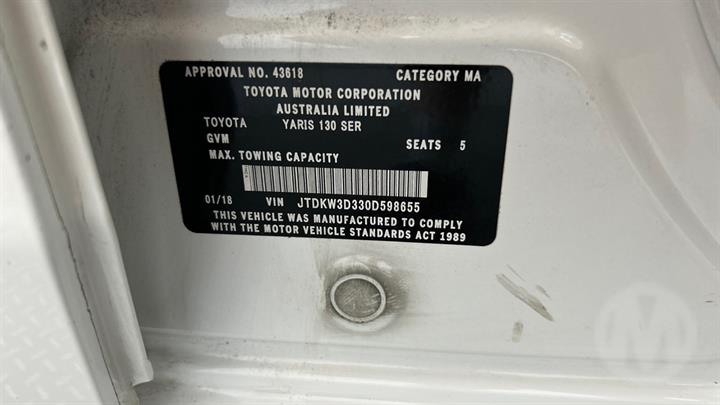 APPROVAL NO. 43618 CATEGORY MA
TOYOTA MOTOR CORPORATION
AUSTRALIA LIMITED
TOYOTA YARIS 130 SER
GVM SEATS 5
MAX. TOWING CAPACITY
01/18 VIN JTDKW3D330D598655
THIS VEHICLE WAS MANUFACTURED TO COMPLY
WITH THE MOTOR VEHICLE STANDARDS ACT 1989
M